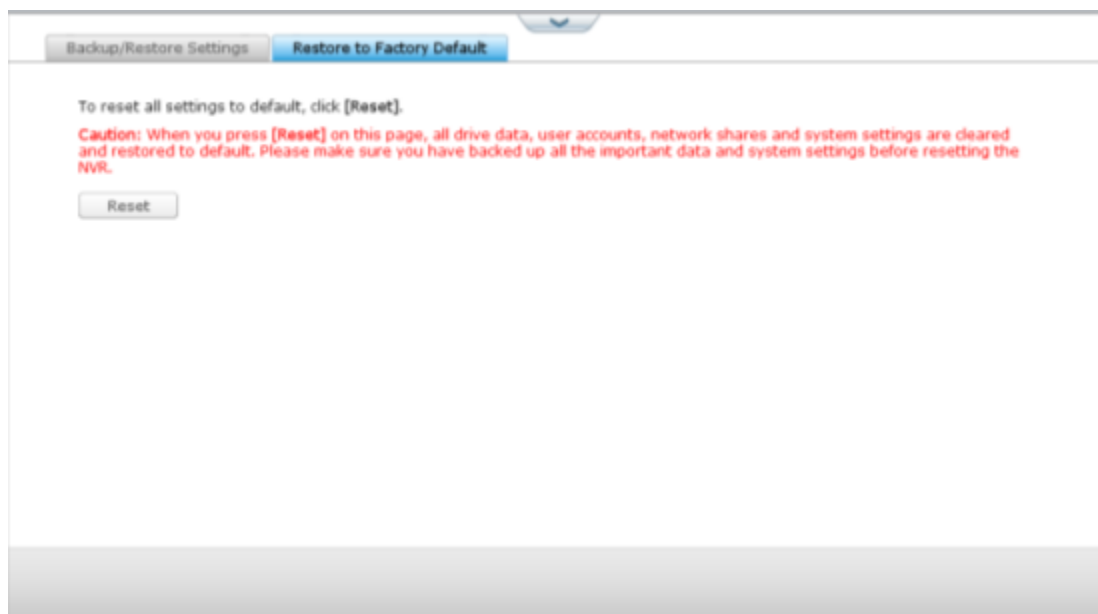 Backup/Restore Settings
Restore to Factory Default
To reset all settings to default, click [Reset].
Caution: When you press [Reset] on this page, all drive data, user accounts, network shares and system settings are cleared
and restored to default. Please make sure you have backed up all the important data and system settings before resetting the
NVR.
Reset